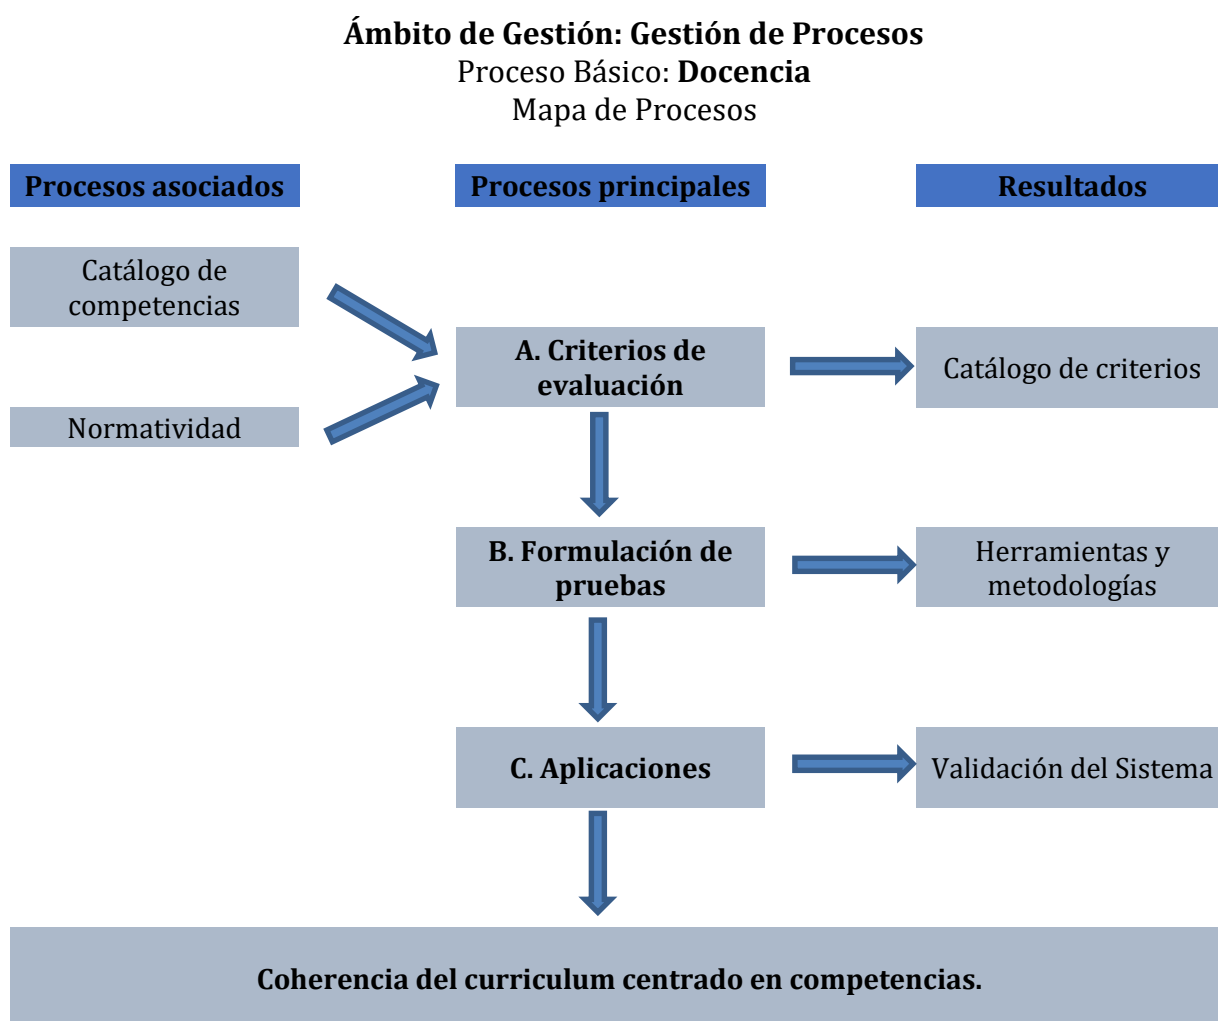 Ámbito de Gestión: Gestión de Procesos
Proceso Básico: Docencia
Mapa de Procesos
Procesos asociados
Procesos principales
Resultados
Catálogo de
competencias
Normatividad
A. Criterios de
evaluación
Catálogo de criterios
B. Formulación de
pruebas
Herramientas y
metodologías
C. Aplicaciones
Validación del Sistema
Coherencia del curriculum centrado en competencias.